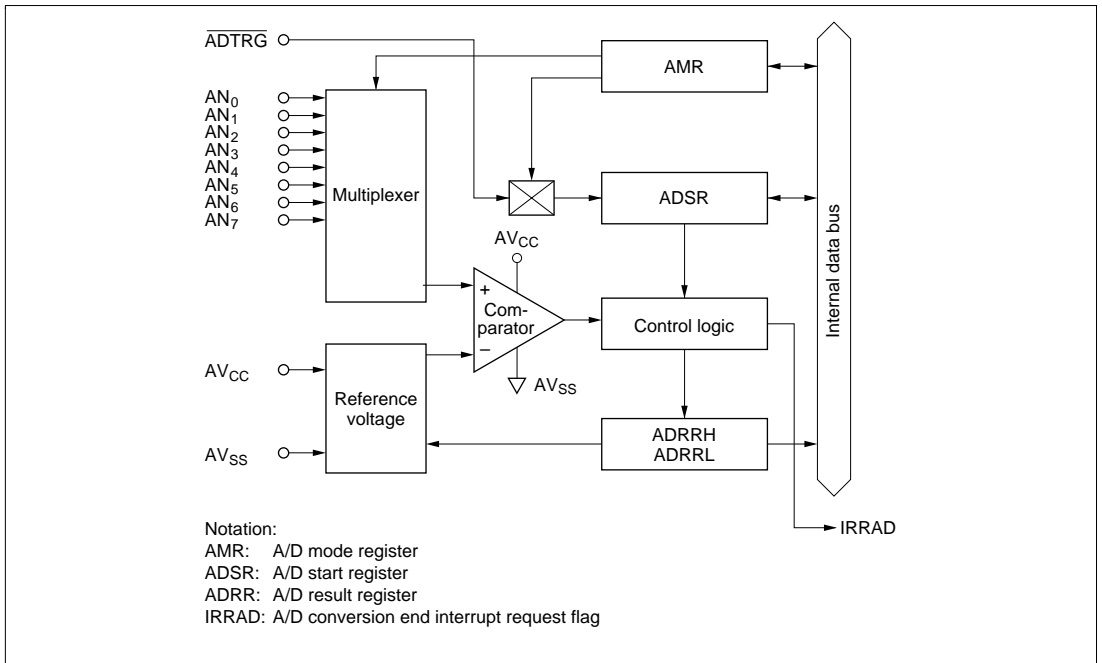 ADTRG
AN0
AN1
AN2
AN3
AN4
AN5
AN6
AN7
Multiplexer
AMR
ADSR
AVCC
+
Com-
parator
−
AVSS
Control logic
Internal data bus
AVCC
AVSS
Reference
voltage
ADRRH
ADRRL
IRRAD
Notation:
AMR: A/D mode register
ADSR: A/D start register
ADRR: A/D result register
IRRAD: A/D conversion end interrupt request flag